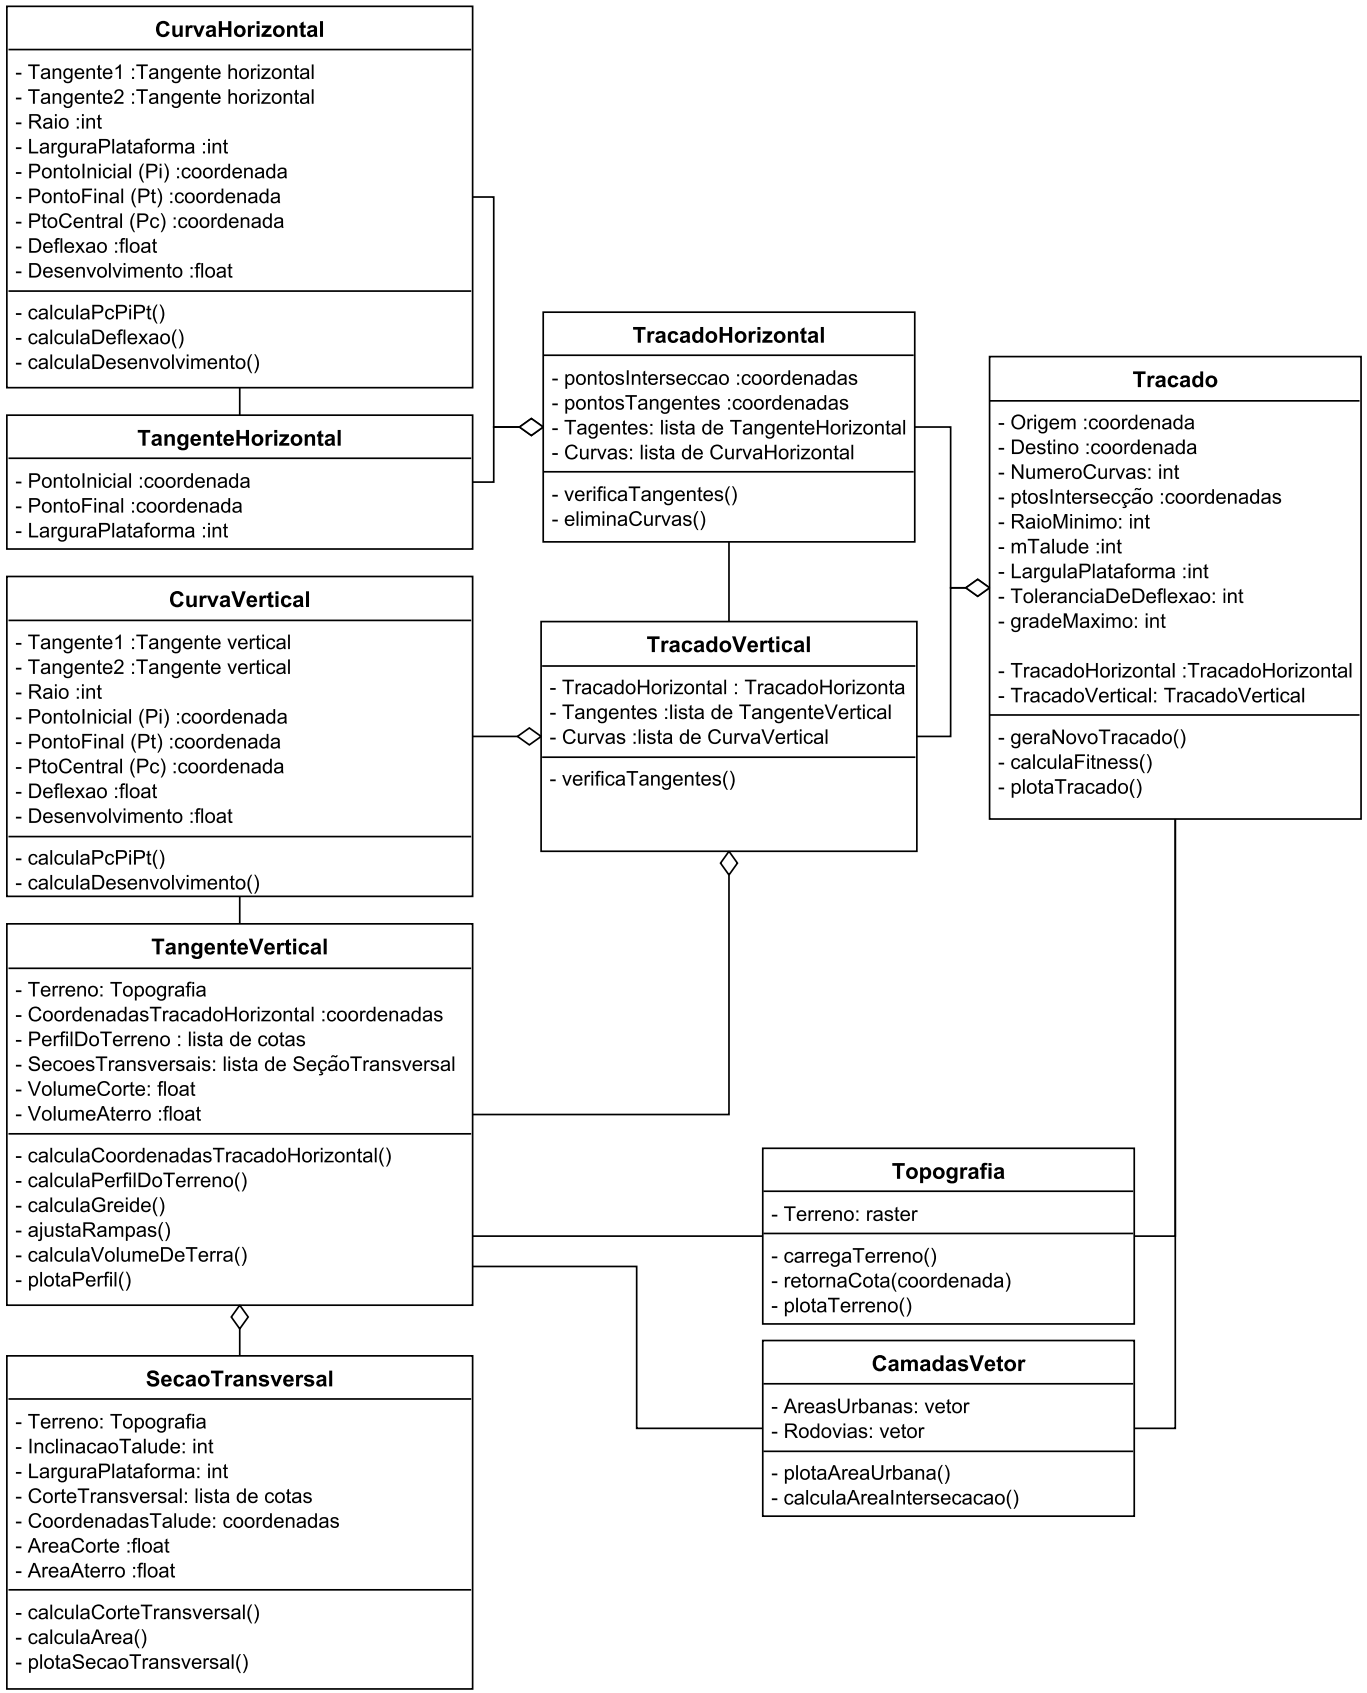 CurvaHorizontal
- Tangente1 :Tangente horizontal
- Tangente2 :Tangente horizontal
- Raio :int
- LarguraPlataforma :int
- PontoInicial (Pi) :coordenada
- PontoFinal (Pt) :coordenada
- PtoCentral (Pc) :coordenada
- Deflexao :float
- Desenvolvimento :float
- calculaPcPiPt()
- calculaDeflexao()
- calculaDesenvolvimento()
TangenteHorizontal
- PontoInicial :coordenada
- PontoFinal :coordenada
- LarguraPlataforma :int
TracadoHorizontal
- pontosInterseccao :coordenadas
- pontosTangentes :coordenadas
- Tagentes: lista de TangenteHorizontal
- Curvas: lista de CurvaHorizontal
- verificaTangentes()
- eliminaCurvas()
Tracado
- Origem :coordenada
- Destino :coordenada
- NumeroCurvas: int
- ptosIntersecção :coordenadas
- RaioMinimo: int
- mTalude :int
- LargulaPlataforma :int
- ToleranciaDeDeflexao: int
- gradeMaximo: int
- TracadoHorizontal :TracadoHorizontal
- TracadoVertical: TracadoVertical
- geraNovoTracado()
- calculaFitness()
- plotaTracado()
CurvaVertical
- Tangente1 :Tangente vertical
- Tangente2 :Tangente vertical
- Raio :int
- PontoInicial (Pi) :coordenada
- PontoFinal (Pt) :coordenada
- PtoCentral (Pc) :coordenada
- Deflexao :float
- Desenvolvimento :float
- calculaPcPiPt()
- calculaDesenvolvimento()
TracadoVertical
- TracadoHorizontal : TracadoHorizonta
- Tangentes :lista de TangenteVertical
- Curvas :lista de CurvaVertical
- verificaTangentes()
TangenteVertical
- Terreno: Topografia
- CoordenadasTracadoHorizontal :coordenadas
- PerfilDoTerreno : lista de cotas
- SecoesTransversais: lista de SeçãoTransversal
- VolumeCorte: float
- VolumeAterro :float
- calculaCoordenadasTracadoHorizontal()
- calculaPerfilDoTerreno()
- calculaGreide()
- ajustaRampas()
- calculaVolumeDeTerra()
- plotaPerfil()
Topografia
- Terreno: raster
- carregaTerreno()
- retornaCota(coordenada)
- plotaTerreno()
CamadasVetor
- AreasUrbanas: vetor
- Rodovias: vetor
- plotaAreaUrbana()
- calculaAreaIntersecacao()
SecaoTransversal
- Terreno: Topografia
- InclinacaoTalude: int
- LarguraPlataforma: int
- CorteTransversal: lista de cotas
- CoordenadasTalude: coordenadas
- AreaCorte :float
- AreaAterro :float
- calculaCorteTransversal()
- calculaArea()
- plotaSecaoTransversal()